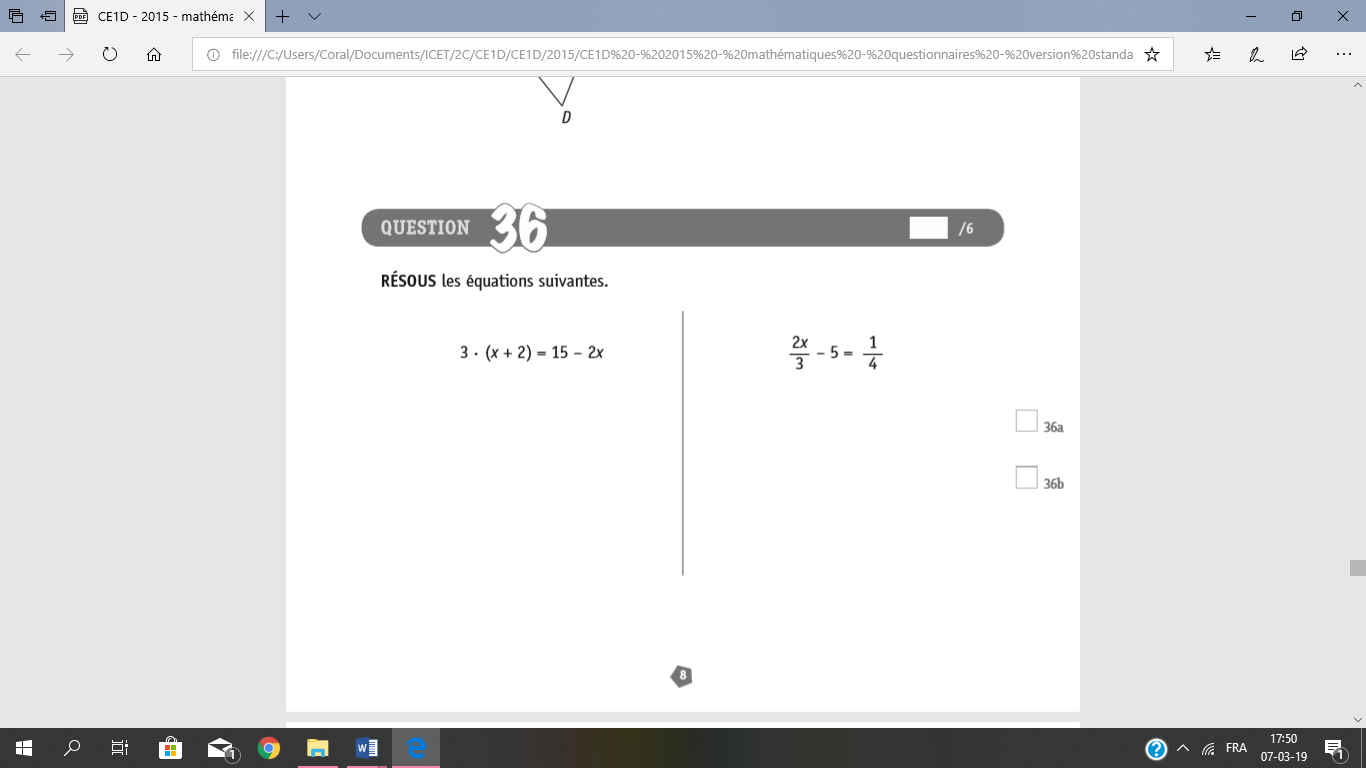 CE1D - 2015 - mathéma
file:///C:/Users/Coral/Documents/ICET/2C/CE1D/CE1D/2015/CE1D%20-%202015%20-%20mathématiques%20-%20questionnaires%20-%20version%20standa
D
QUESTION 36 /6
RÉSOUS les équations suivantes.
3 · (x + 2) = 15 – 2x
2x/3 – 5 = 1/4
36a
36b
8
1
FRA
17:50
07-03-19
1